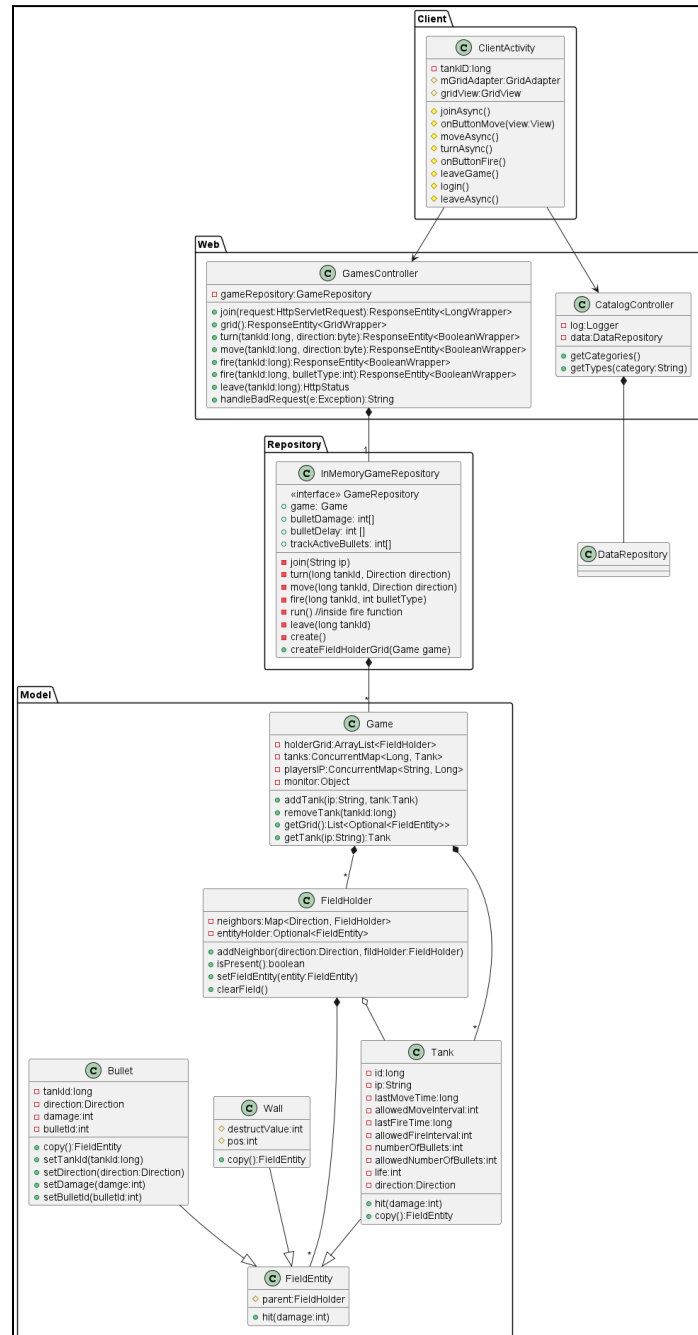 Client
C ClientActivity
tankID:long
mGridAdapter:GridAdapter
gridView:GridView
joinAsync()
onButtonMove(view:View)
moveAsync()
turnAsync()
onButtonFire()
leaveGame()
login()
leaveAsync()
Web
C GamesController
gameRepository:GameRepository
join(request:HttpServletRequest):ResponseEntity<LongWrapper>
grid():ResponseEntity<GridWrapper>
turn(tankId:long, direction:byte):ResponseEntity<BooleanWrapper>
move(tankId:long, direction:byte):ResponseEntity<BooleanWrapper>
fire(tankId:long):ResponseEntity<BooleanWrapper>
fire(tankId:long, bulletType:int):ResponseEntity<BooleanWrapper>
leave(tankId:long):HttpStatus
handleBadRequest(e:Exception):String
C CatalogController
log:Logger
data:DataRepository
getCategories()
getTypes(category:String)
1
Repository
C InMemoryGameRepository
«interface» GameRepository
game: Game
bulletDamage: int[]
bulletDelay: int []
trackActiveBullets: int[]
join(String ip)
turn(long tankId, Direction direction)
move(long tankId, Direction direction)
fire(long tankId, int bulletType)
run() //inside fire function
leave(long tankId)
create()
createFieldHolderGrid(Game game)
C DataRepository
Model
*
C Game
holderGrid:ArrayList<FieldHolder>
tanks:ConcurrentMap<Long, Tank>
playersIP:ConcurrentMap<String, Long>
monitor:Object
addTank(ip:String, tank:Tank)
removeTank(tankId:long)
getGrid():List<Optional<FieldEntity>>
getTank(ip:String):Tank
*
C FieldHolder
neighbors:Map<Direction, FieldHolder>
entityHolder:Optional<FieldEntity>
addNeighbor(direction:Direction, fildHolder:FieldHolder)
isPresent():boolean
setFieldEntity(entity:FieldEntity)
clearField()
*
C Bullet
tankId:long
direction:Direction
damage:int
bulletId:int
copy():FieldEntity
setTankId(tankId:long)
setDirection(direction:Direction)
setDamage(damge:int)
setBulletId(bulletId:int)
C Wall
destructValue:int
pos:int
copy():FieldEntity
C Tank
id:long
ip:String
lastMoveTime:long
allowedMoveInterval:int
lastFireTime:long
allowedFireInterval:int
numberOfBullets:int
allowedNumberOfBullets:int
life:int
direction:Direction
hit(damage:int)
copy():FieldEntity
*
C FieldEntity
parent:FieldHolder
hit(damage:int)